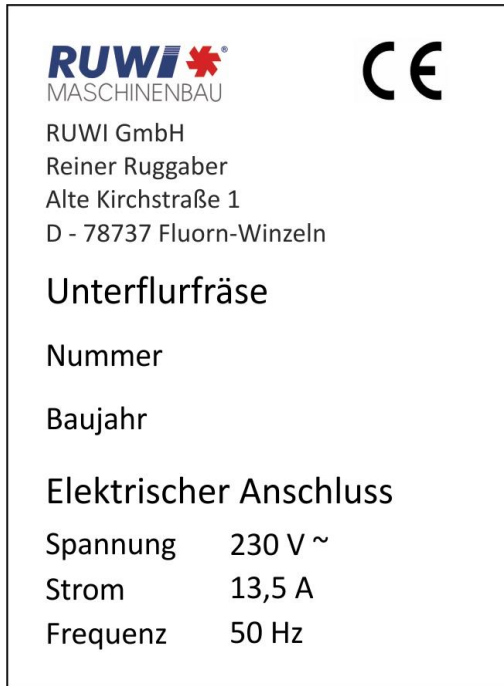 RUWI ®
MASCHINENBAU
CE
RUWI GmbH
Reiner Ruggaber
Alte Kirchstraße 1
D - 78737 Fluorn-Winzeln
Unterflurfräse
Nummer
Baujahr
Elektrischer Anschluss
Spannung 230 V ~
Strom 13,5 A
Frequenz 50 Hz